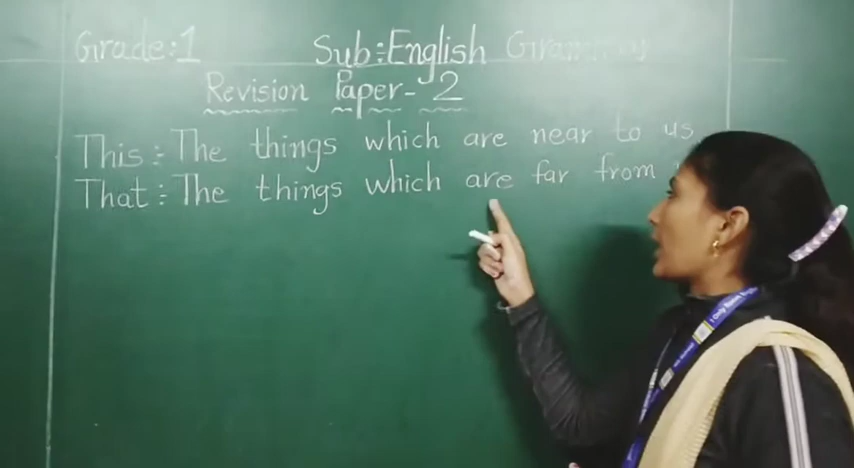 Grade:1 Sub:English Grammar
Revision Paper-2
This :- The things which are near to us
That :- The things which are far from